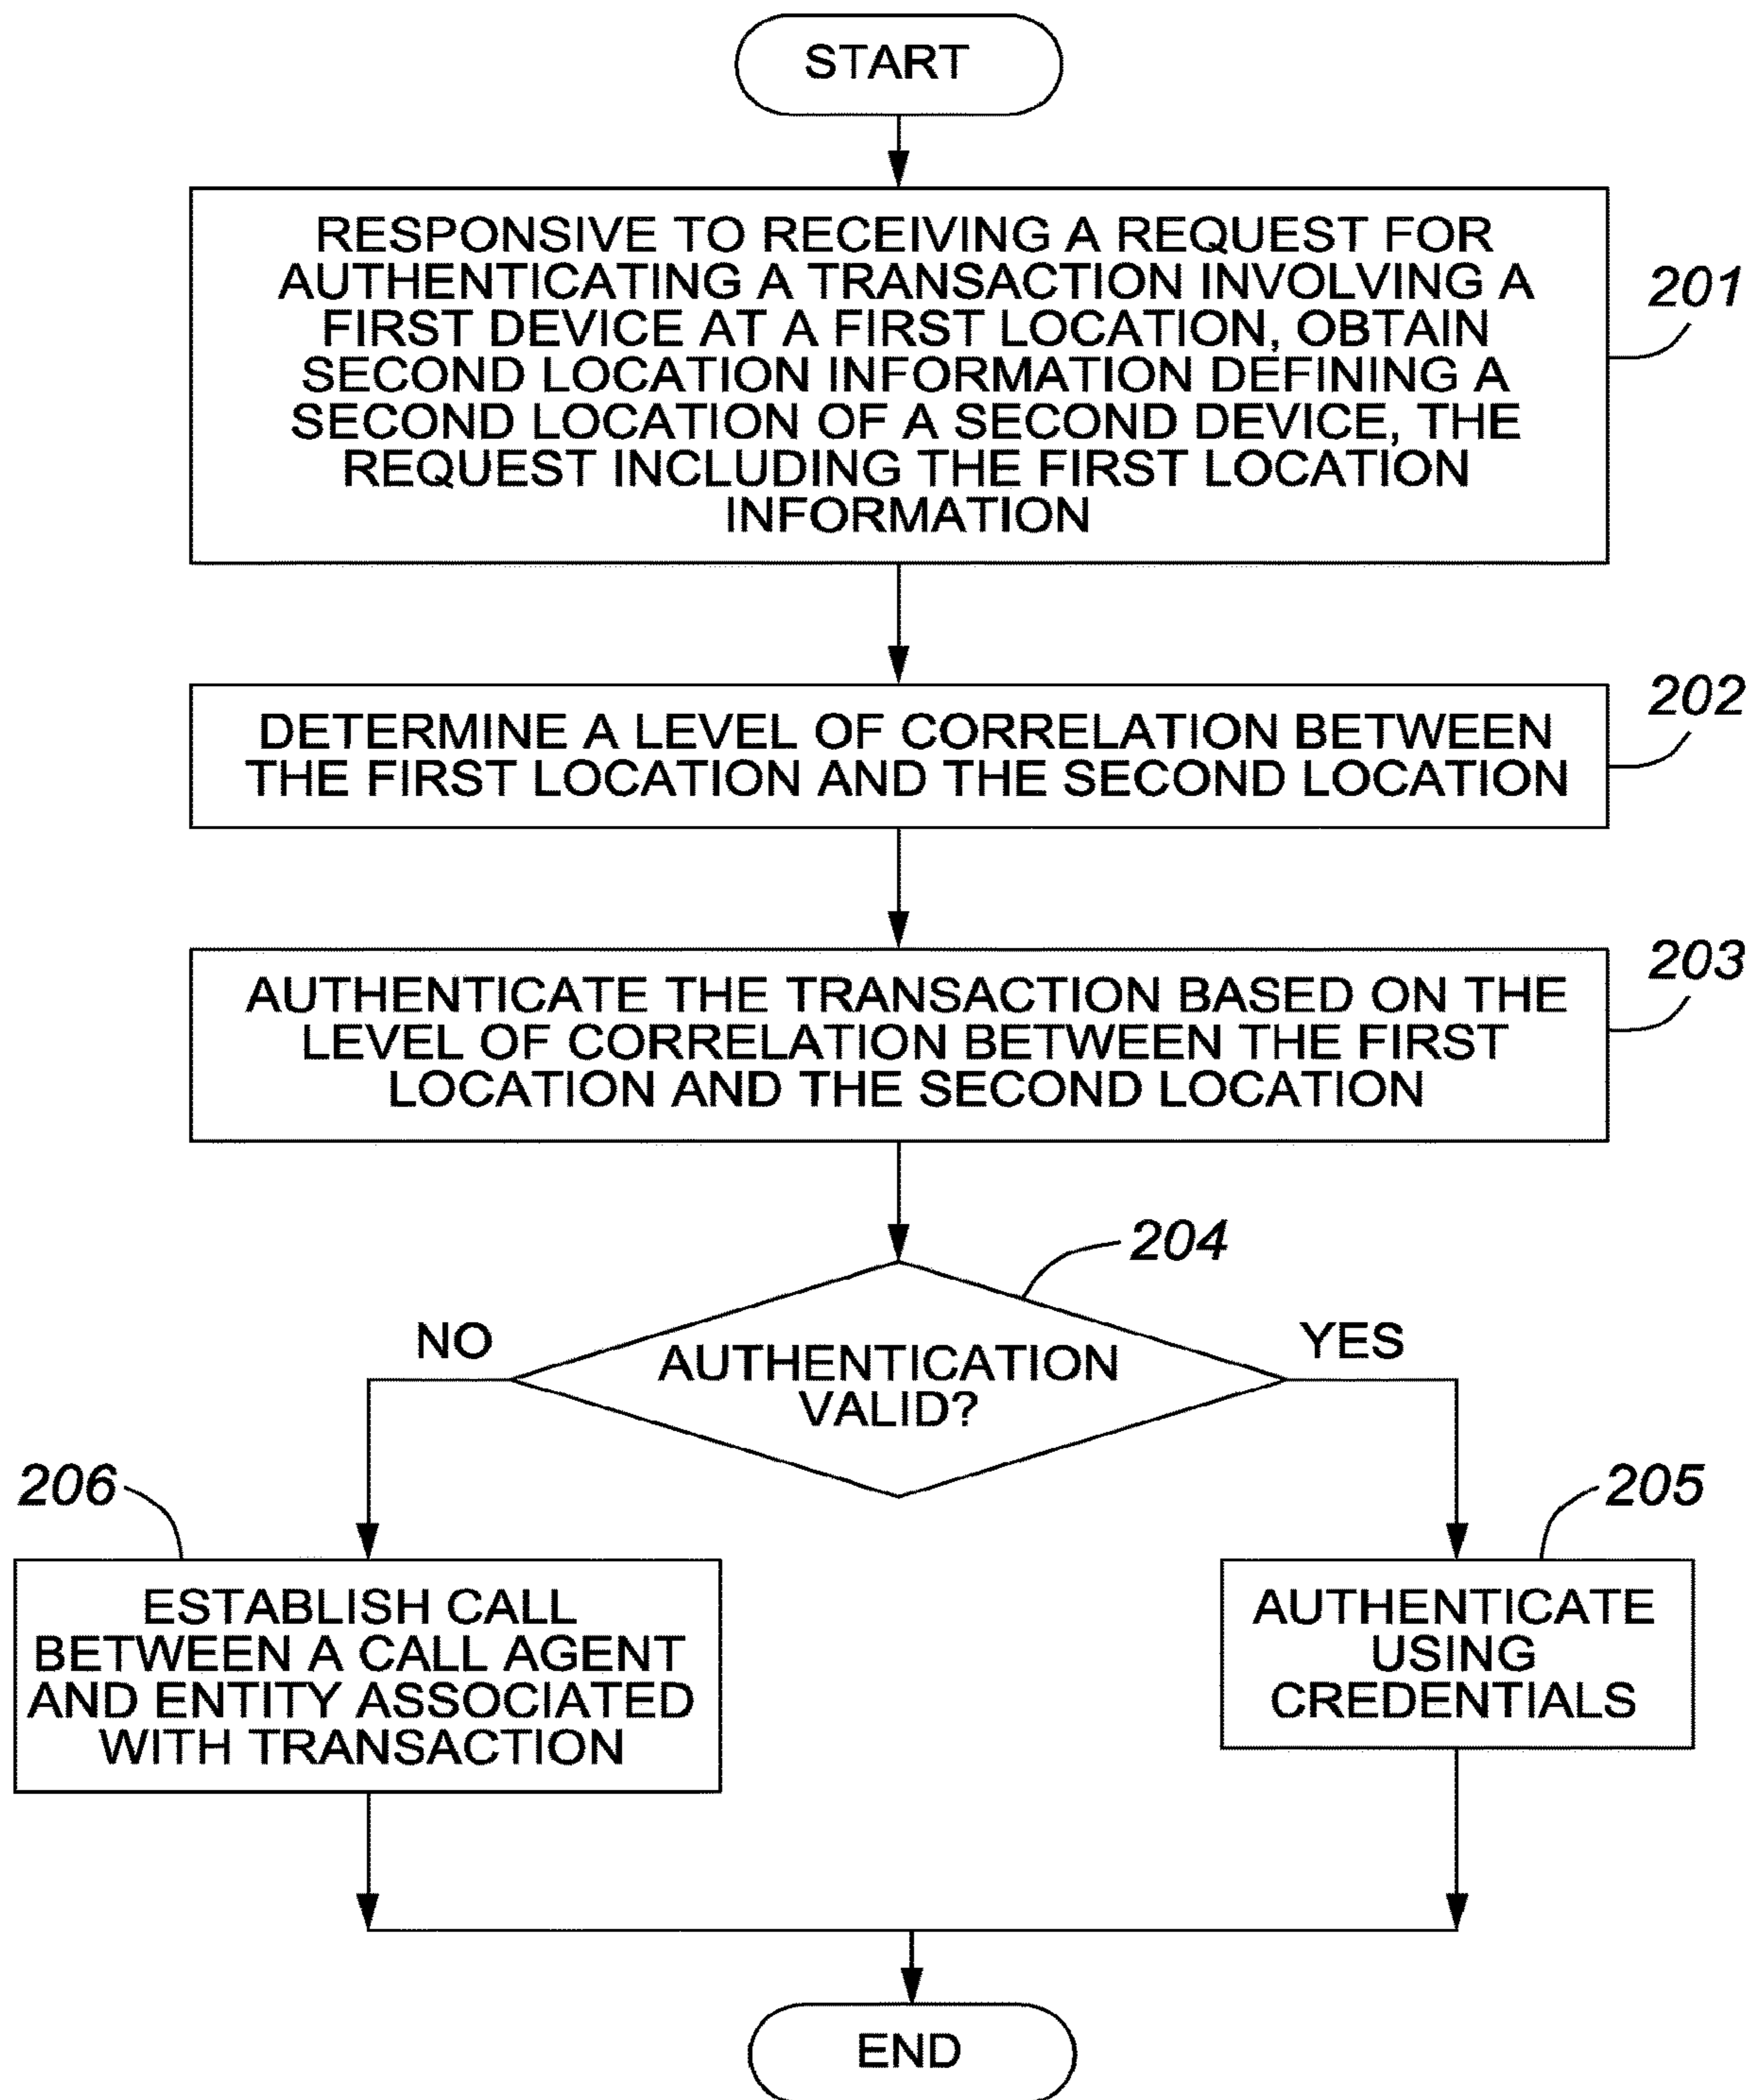 START
RESPONSIVE TO RECEIVING A REQUEST FOR
AUTHENTICATING A TRANSACTION INVOLVING A
FIRST DEVICE AT A FIRST LOCATION, OBTAIN
SECOND LOCATION INFORMATION DEFINING A
SECOND LOCATION OF A SECOND DEVICE, THE
REQUEST INCLUDING THE FIRST LOCATION
INFORMATION
201
DETERMINE A LEVEL OF CORRELATION BETWEEN
THE FIRST LOCATION AND THE SECOND LOCATION
202
AUTHENTICATE THE TRANSACTION BASED ON THE
LEVEL OF CORRELATION BETWEEN THE FIRST
LOCATION AND THE SECOND LOCATION
203
204
NO
AUTHENTICATION
VALID?
YES
206
ESTABLISH CALL
BETWEEN A CALL AGENT
AND ENTITY ASSOCIATED
WITH TRANSACTION
205
AUTHENTICATE
USING
CREDENTIALS
END